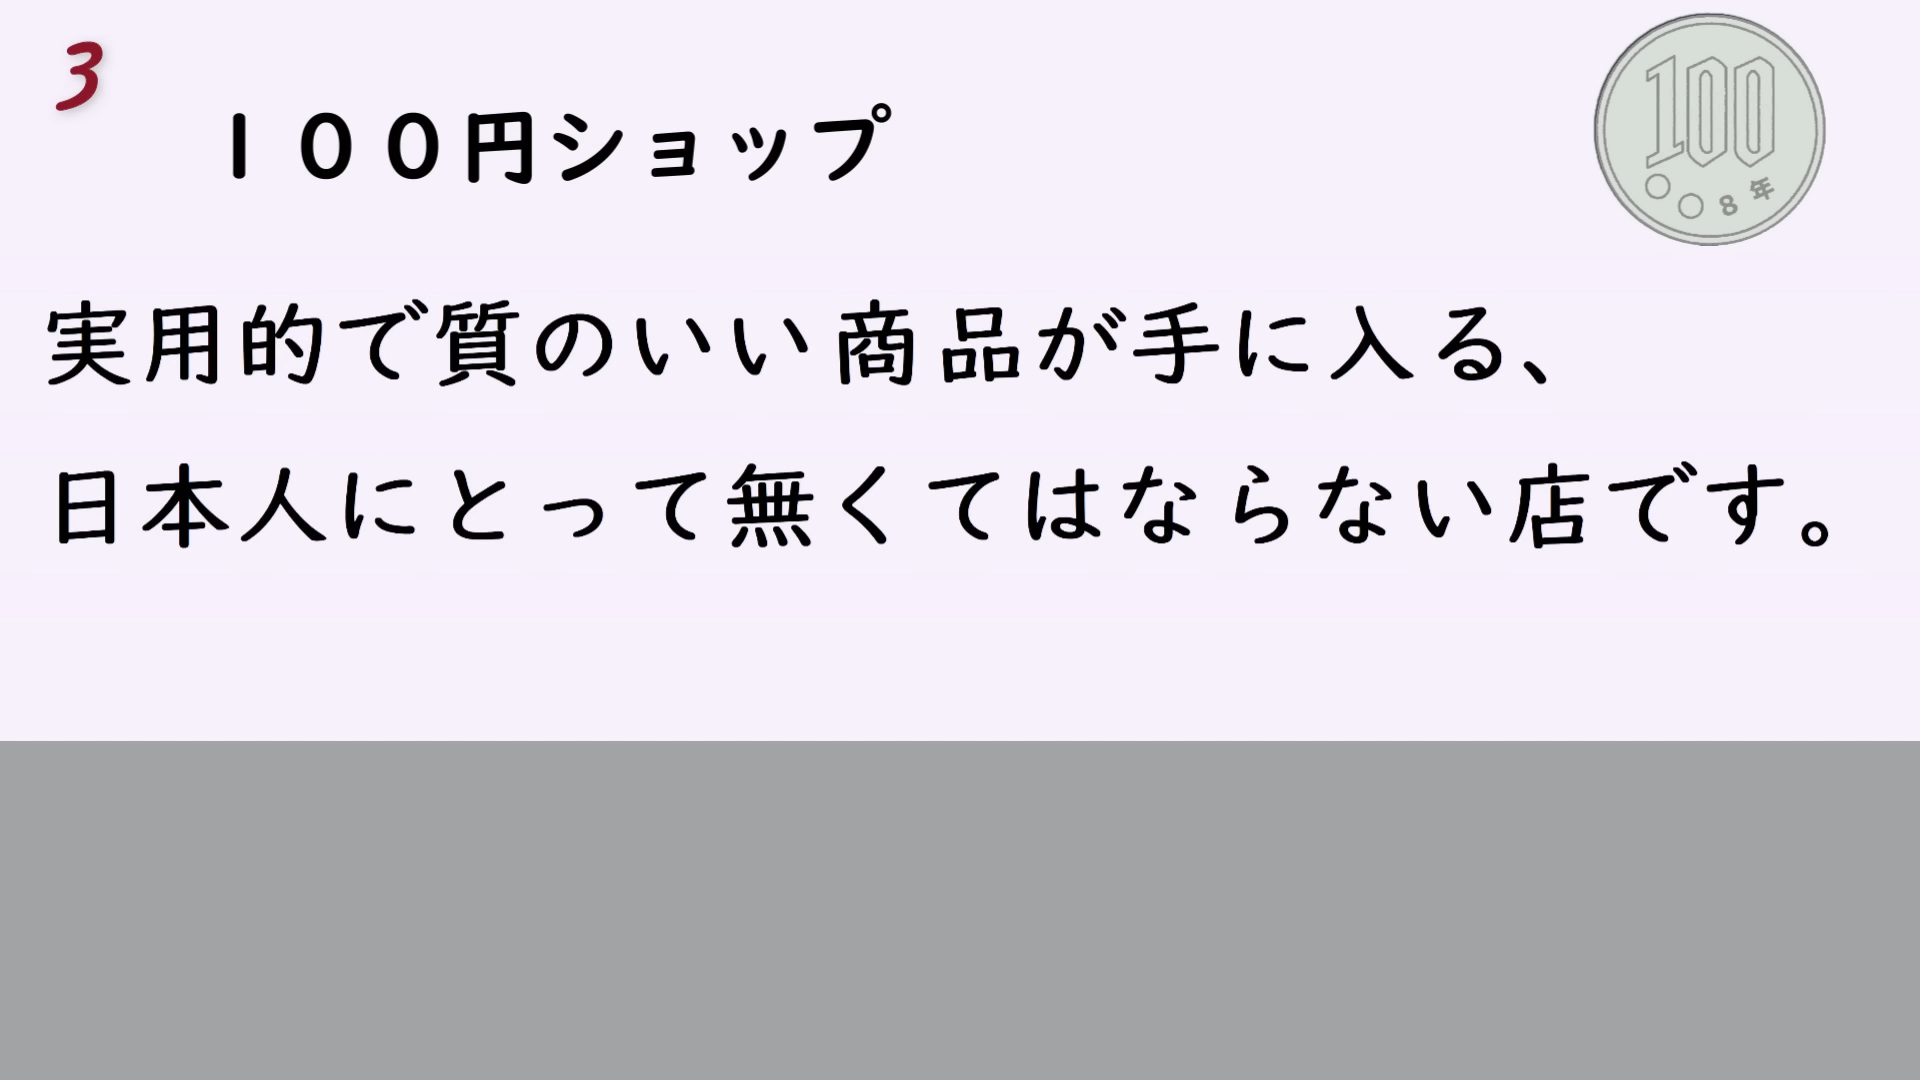 3
１００円ショップ
100
○○８年
実用的で質のいい商品が手に入る、
日本人にとって無くてはならない店です。